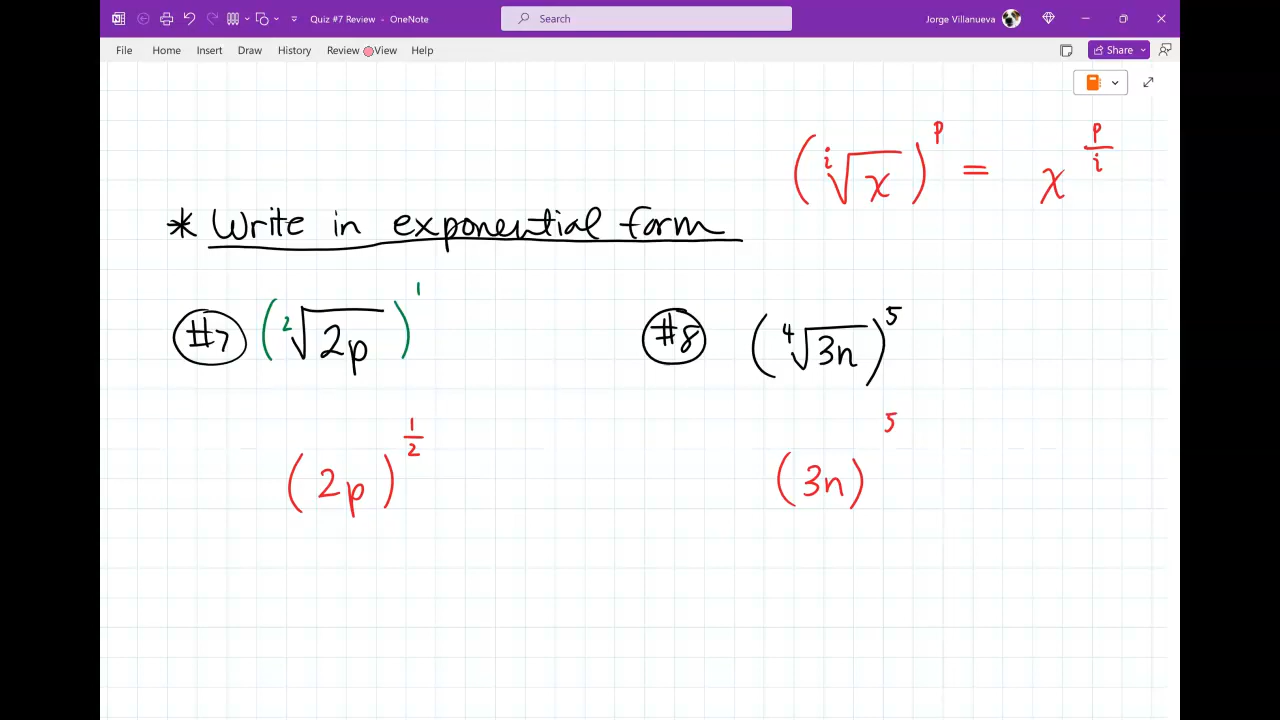 Quiz #7 Review - OneNote
Search
Jorge Villanueva
File Home Insert Draw History Review View Help
Share
(ⁱ√x)^p = x^(p/i)
* Write in exponential form
#7 (²√2p)^1
#8 (⁴√3n)^5
(2p)^(1/2)
(3n)^5